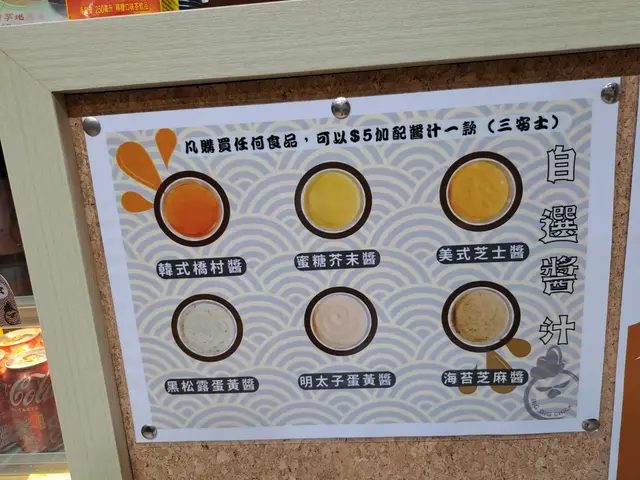 凡購買任何食品，可以$5加配醬汁一款（三安士）
自選醬汁
韓式橋村醬
蜜糖芥末醬
美式芝士醬
黑松露蛋黃醬
明太子蛋黃醬
海苔芝麻醬